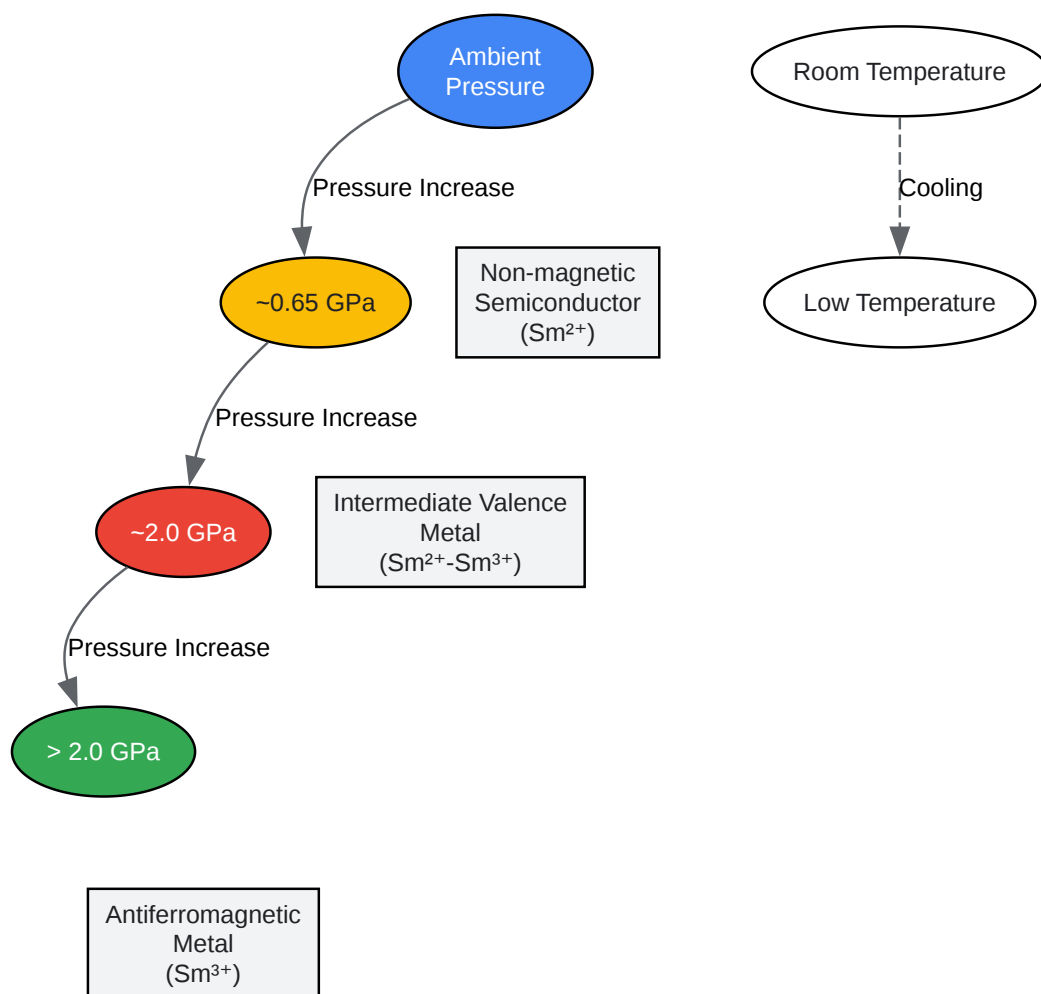 Ambient
Pressure
Room Temperature
Pressure Increase
Cooling
~0.65 GPa
Non-magnetic
Semiconductor
(Sm²⁺)
Low Temperature
Pressure Increase
~2.0 GPa
Intermediate Valence
Metal
(Sm²⁺-Sm³⁺)
Pressure Increase
> 2.0 GPa
Antiferromagnetic
Metal
(Sm³⁺)